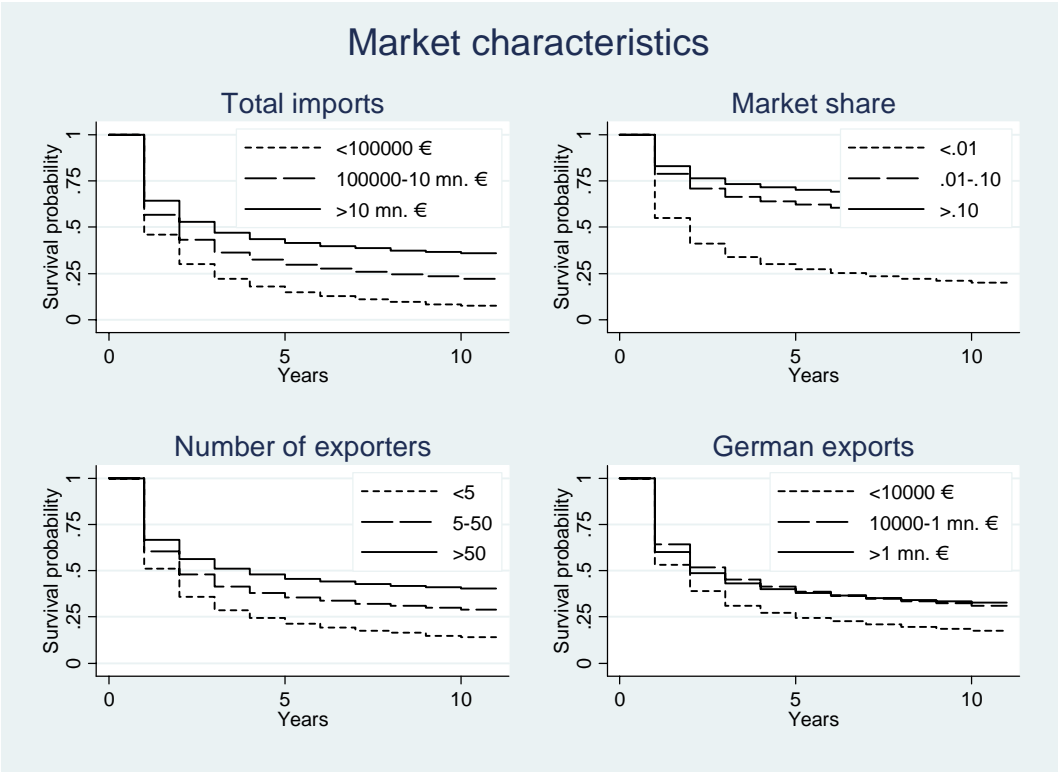 Market characteristics
Total imports
Survival probability
1
.75
.5
.25
0
<100000 €
100000-10 mn. €
>10 mn. €
0 5 10
Years
Market share
Survival probability
1
.75
.5
.25
0
<.01
.01-.10
>.10
0 5 10
Years
Number of exporters
Survival probability
1
.75
.5
.25
0
<5
5-50
>50
0 5 10
Years
German exports
Survival probability
1
.75
.5
.25
0
<10000 €
10000-1 mn. €
>1 mn. €
0 5 10
Years